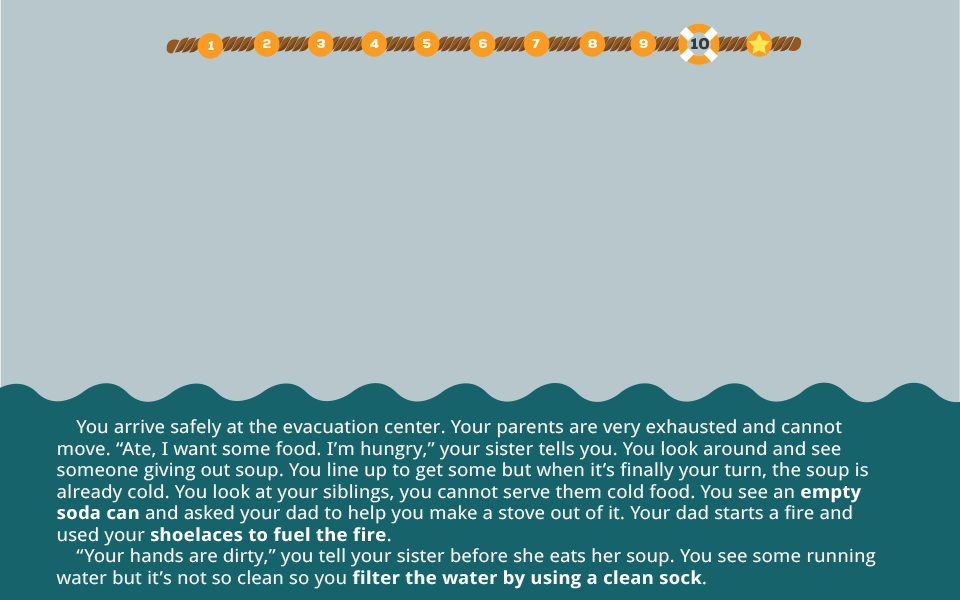 1 2 3 4 5 6 7 8 9 10
You arrive safely at the evacuation center. Your parents are very exhausted and cannot
move. “Ate, I want some food. I’m hungry,” your sister tells you. You look around and see
someone giving out soup. You line up to get some but when it’s finally your turn, the soup is
already cold. You look at your siblings, you cannot serve them cold food. You see an empty
soda can and asked your dad to help you make a stove out of it. Your dad starts a fire and
used your shoelaces to fuel the fire.
“Your hands are dirty,” you tell your sister before she eats her soup. You see some running
water but it’s not so clean so you filter the water by using a clean sock.